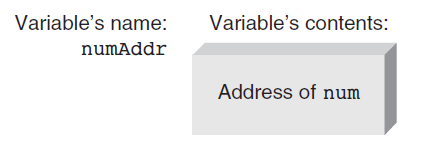 Variable's name:
numAddr
Variable's contents:
Address of num